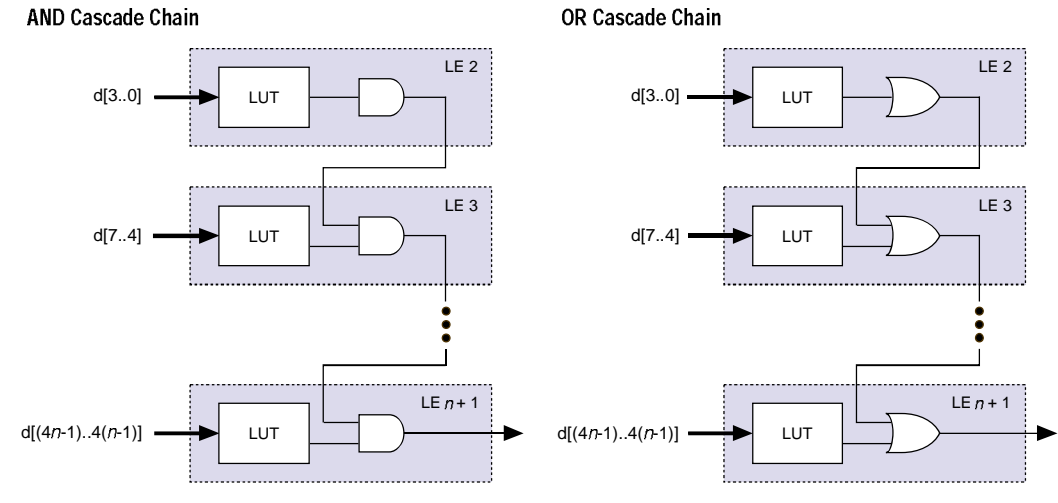 AND Cascade Chain
LE 2
d[3..0]
LUT
LE 3
d[7..4]
LUT
LE n + 1
d[(4n-1)..4(n-1)]
LUT
OR Cascade Chain
LE 2
d[3..0]
LUT
LE 3
d[7..4]
LUT
LE n + 1
d[(4n-1)..4(n-1)]
LUT